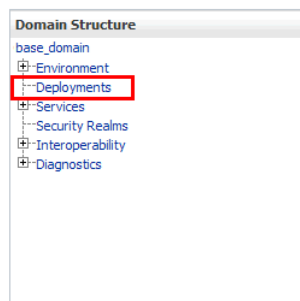 Domain Structure
base_domain
Environment
Deployments
Services
Security Realms
Interoperability
Diagnostics